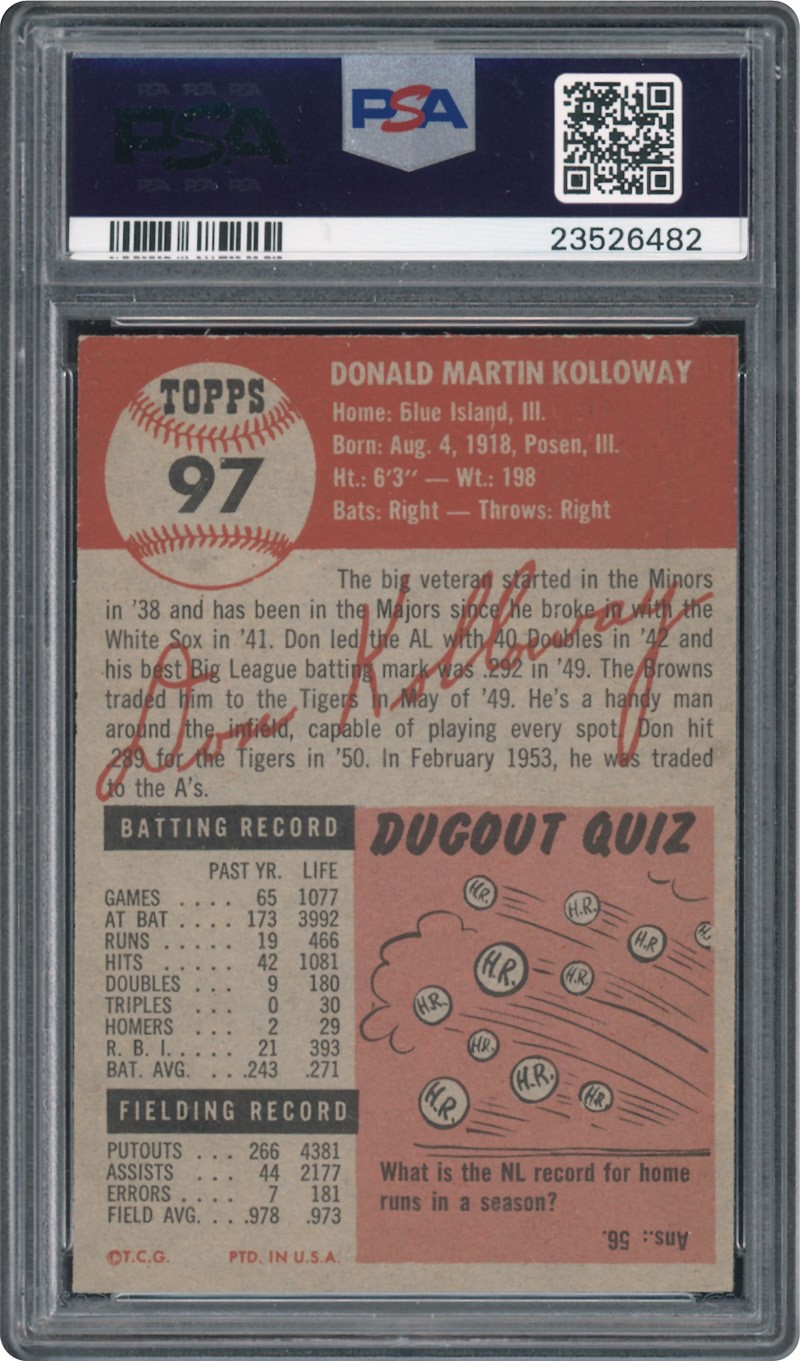 PSA PSA PSA
PSA
PSA PSA PSA
PSA
23526482
TOPPS
97
DONALD MARTIN KOLLOWAY
Home: Blue Island, Ill.
Born: Aug. 4, 1918, Posen, Ill.
Ht.: 6'3" — Wt.: 198
Bats: Right — Throws: Right
The big veteran started in the Minors
in '38 and has been in the Majors since he broke in with the
White Sox in '41. Don led the AL with 40 Doubles in '42 and
his best Big League batting mark was .292 in '49. The Browns
traded him to the Tigers in May of '49. He's a handy man
around the infield, capable of playing every spot. Don hit
.289 for the Tigers in '50. In February 1953, he was traded
to the A's.
Don Kolloway
BATTING RECORD
PAST YR. LIFE
GAMES .... 65 1077
AT BAT .... 173 3992
RUNS ..... 19 466
HITS ..... 42 1081
DOUBLES ... 9 180
TRIPLES ... 0 30
HOMERS ... 2 29
R. B. I. .... 21 393
BAT. AVG. ... .243 .271
FIELDING RECORD
PUTOUTS ... 266 4381
ASSISTS ... 44 2177
ERRORS .... 7 181
FIELD AVG. ... .978 .973
©T.C.G. PTD. IN U.S.A.
DUGOUT QUIZ
H.R.
H.R.
H.R
H.
H.R.
H.R.
H.R.
H.R.
H.R.
H.R.
H.R.
What is the NL record for home
runs in a season?
Ans.: 56.